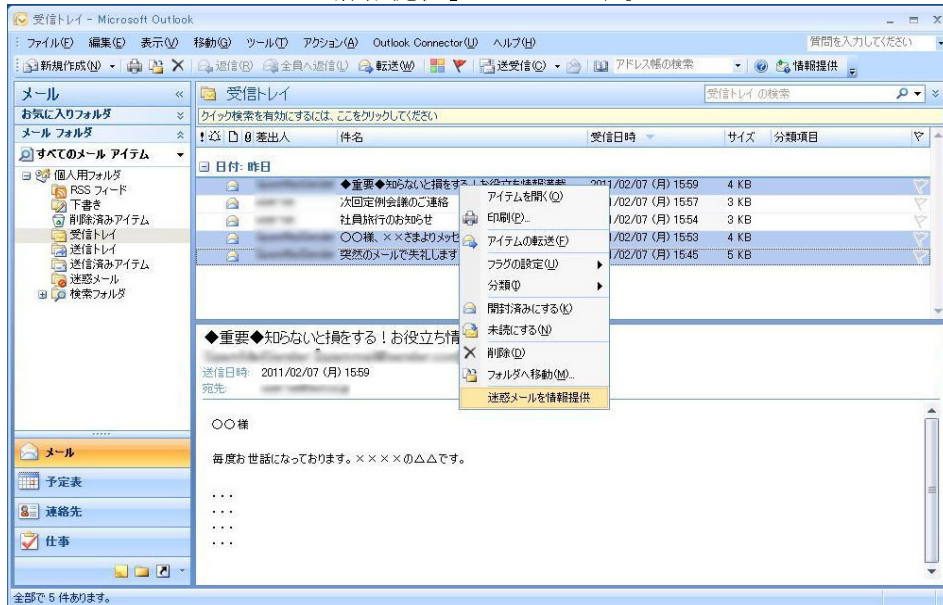 受信トレイ - Microsoft Outlook
ファイル(F) 編集(E) 表示(V) 移動(G) ツール(T) アクション(A) Outlook Connector(U) ヘルプ(H) 質問を入力してください
新規作成(N) 返信(R) 全員へ返信(L) 転送(W) 送受信(C) アドレス帳の検索 情報提供
メール 受信トレイ 受信トレイ の検索
お気に入りフォルダ クイック検索を有効にするには、ここをクリックしてください
メール フォルダ 差出人 件名 受信日時 サイズ 分類項目
すべてのメール アイテム
日付: 昨日
個人用フォルダ
RSS フィード
下書き
削除済みアイテム
受信トレイ
送信トレイ
送信済みアイテム
迷惑メール
検索フォルダ
◆重要◆知らないと損をする！お役立ち情報満載 2011/02/07 (月) 15:59 4 KB
次回定例会議のご連絡 1/02/07 (月) 15:57 3 KB
社員旅行のお知らせ 1/02/07 (月) 15:54 3 KB
〇〇様、××さまよりメッセ 1/02/07 (月) 15:53 4 KB
突然のメールで失礼します 1/02/07 (月) 15:45 5 KB
アイテムを開く(O)
印刷(P)...
アイテムの転送(F)
フラグの設定(U)
分類(I)
開封済みにする(K)
未読にする(N)
削除(D)
フォルダへ移動(M)...
迷惑メールを情報提供
◆重要◆知らないと損をする！お役立ち情
送信日時: 2011/02/07 (月) 15:59
宛先:
〇〇様
毎度お世話になっております。××××の△△です。
...
...
...
...
メール
予定表
連絡先
仕事
全部で 5 件あります。